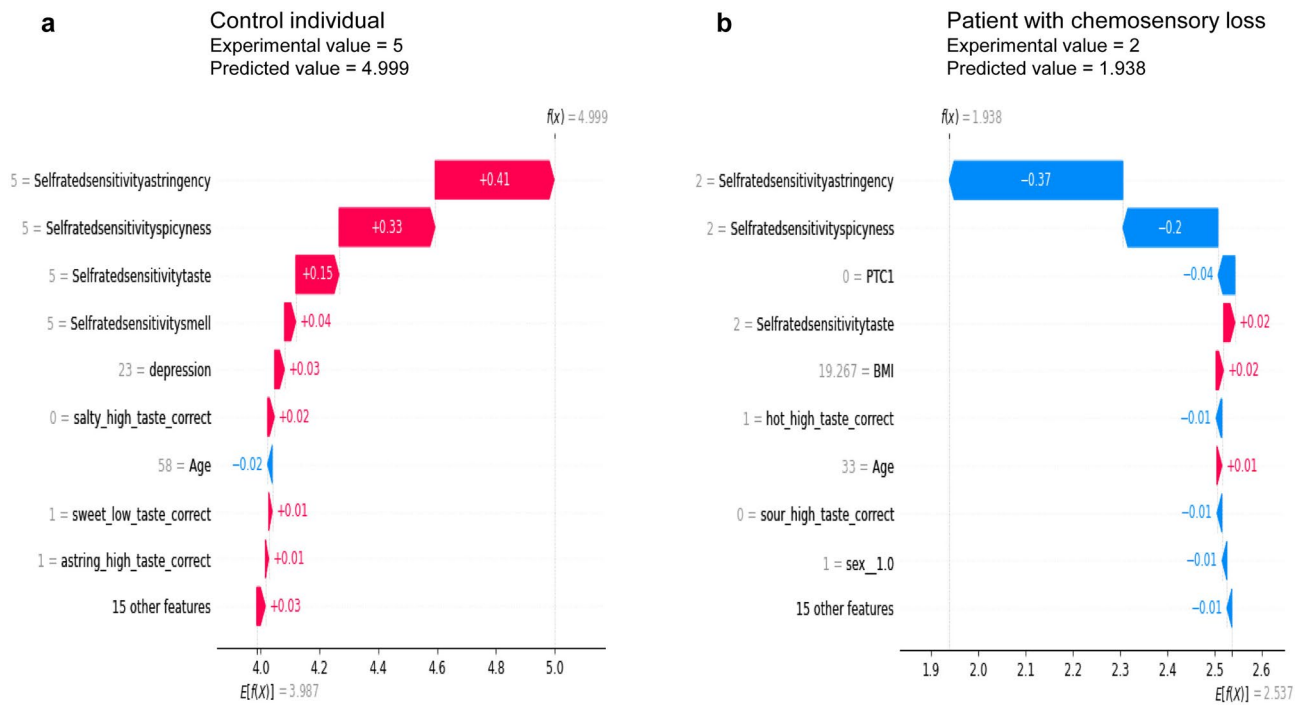 a
Control individual
Experimental value = 5
Predicted value = 4.999
f(x) = 4.999
5 = Selfratedsensitivityastringency
+0.41
5 = Selfratedsensitivityspicyness
+0.33
5 = Selfratedsensitivitytaste
+0.15
5 = Selfratedsensitivitysmell
+0.04
23 = depression
+0.03
0 = salty_high_taste_correct
+0.02
58 = Age
−0.02
1 = sweet_low_taste_correct
+0.01
1 = astring_high_taste_correct
+0.01
15 other features
+0.03
4.0 4.2 4.4 4.6 4.8 5.0
E[f(X)] = 3.987
b
Patient with chemosensory loss
Experimental value = 2
Predicted value = 1.938
f(x) = 1.938
2 = Selfratedsensitivityastringency
−0.37
2 = Selfratedsensitivityspicyness
−0.2
0 = PTC1
−0.04
2 = Selfratedsensitivitytaste
+0.02
19.267 = BMI
+0.02
1 = hot_high_taste_correct
−0.01
33 = Age
+0.01
0 = sour_high_taste_correct
−0.01
1 = sex__1.0
−0.01
15 other features
−0.01
1.9 2.0 2.1 2.2 2.3 2.4 2.5 2.6
E[f(X)] = 2.537